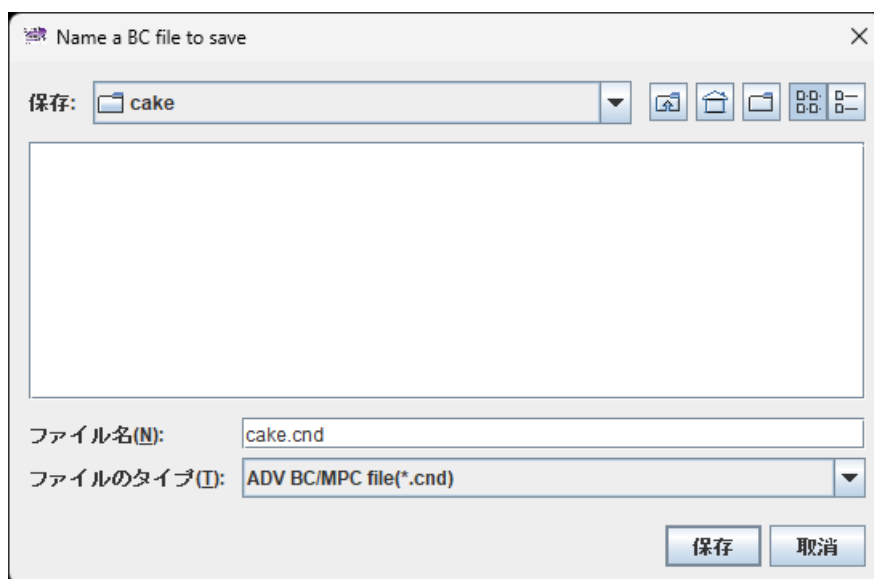 Name a BC file to save
保存: cake
ファイル名(N): cake.cnd
ファイルのタイプ(T): ADV BC/MPC file(*.cnd)
保存 取消